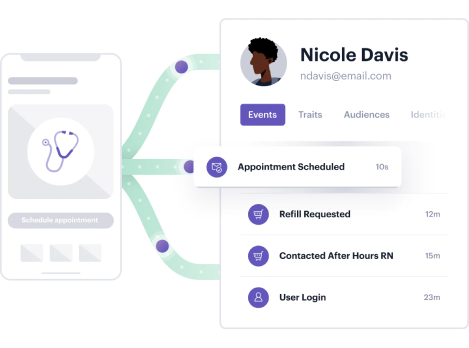 Nicole Davis
ndavis@email.com
Events Traits Audiences Identitie
Appointment Scheduled 10s
Refill Requested 12m
Contacted After Hours RN 15m
User Login 23m
Schedule appointment